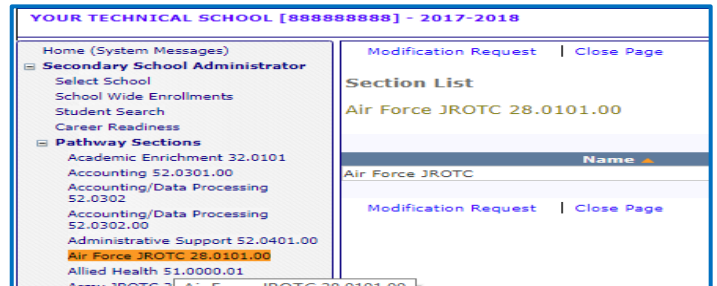 YOUR TECHNICAL SCHOOL [888888888] - 2017-2018
Home (System Messages)
Secondary School Administrator
Select School
School Wide Enrollments
Student Search
Career Readiness
Pathway Sections
Academic Enrichment 32.0101
Accounting 52.0301.00
Accounting/Data Processing
52.0302
Accounting/Data Processing
52.0302.00
Administrative Support 52.0401.00
Air Force JROTC 28.0101.00
Allied Health 51.0000.01
Modification Request | Close Page
Section List
Air Force JROTC 28.0101.00
Name
Air Force JROTC
Modification Request | Close Page